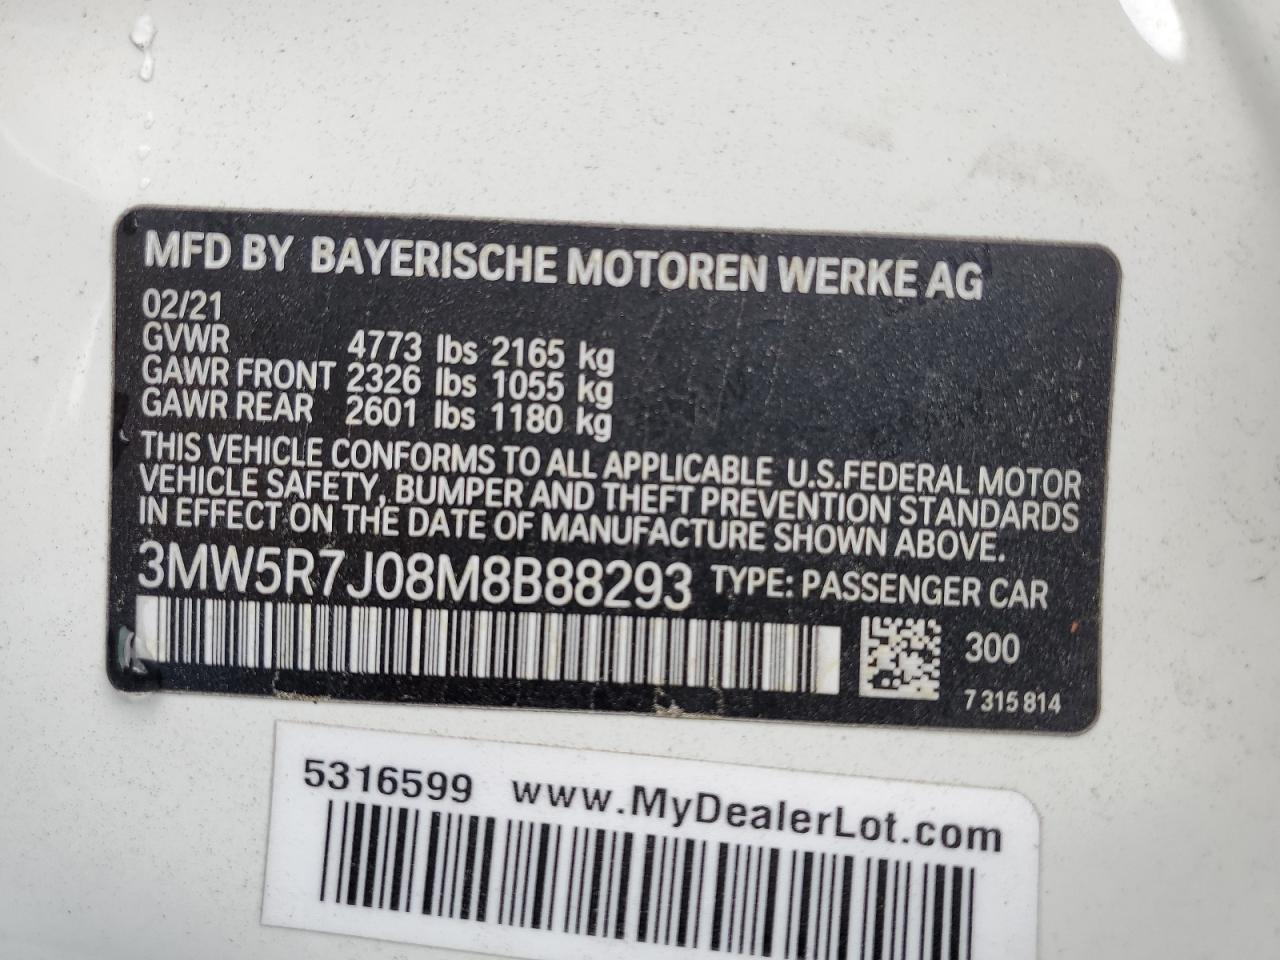 MFD BY BAYERISCHE MOTOREN WERKE AG
02/21
GVWR 4773 lbs 2165 kg
GAWR FRONT 2326 lbs 1055 kg
GAWR REAR 2601 lbs 1180 kg
THIS VEHICLE CONFORMS TO ALL APPLICABLE U.S.FEDERAL MOTOR
VEHICLE SAFETY, BUMPER AND THEFT PREVENTION STANDARDS
IN EFFECT ON THE DATE OF MANUFACTURE SHOWN ABOVE.
3MW5R7J08M8B88293 TYPE: PASSENGER CAR
300
7 315 814
5316599 www.MyDealerLot.com